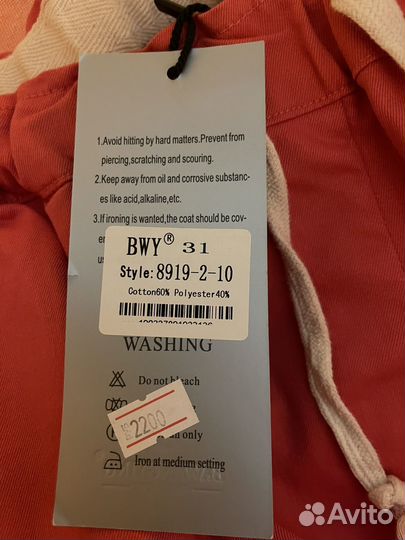 1.Avoid hitting by hard matters.Prevent from
piercing,scratching and scouring.
2.Keep away from oil and corrosive substanc-
es like acid,alkaline,etc.
3.If ironing is wanted,the coat should be cov-
BWY® 31
Style:8919-2-10
Cotton60% Polyester40%
WASHING
Do not bleach
2200
only
Iron at medium setting
Avito